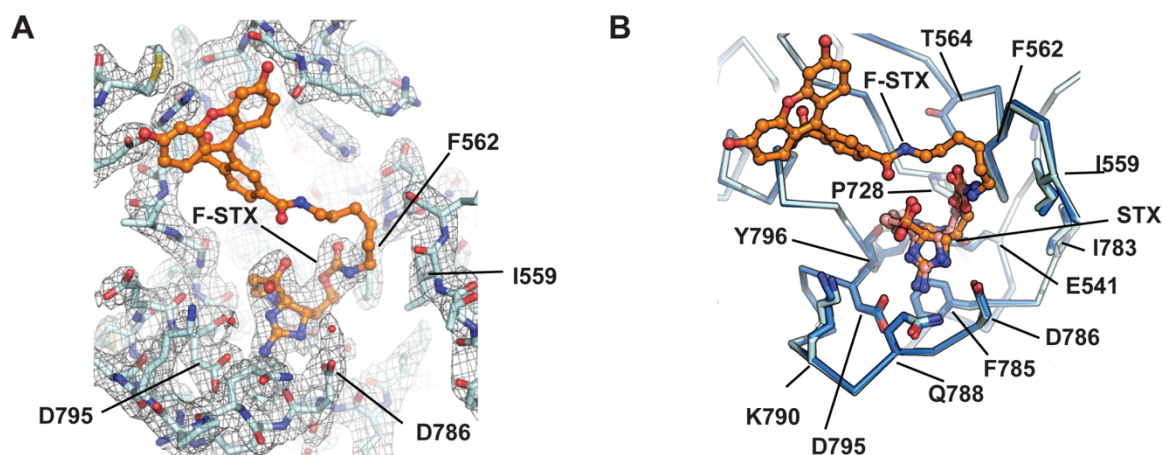 A
F562
F-STX
I559
D795
D786
B
T564
F562
F-STX
I559
P728
STX
Y796
I783
E541
D786
F785
Q788
K790
D795